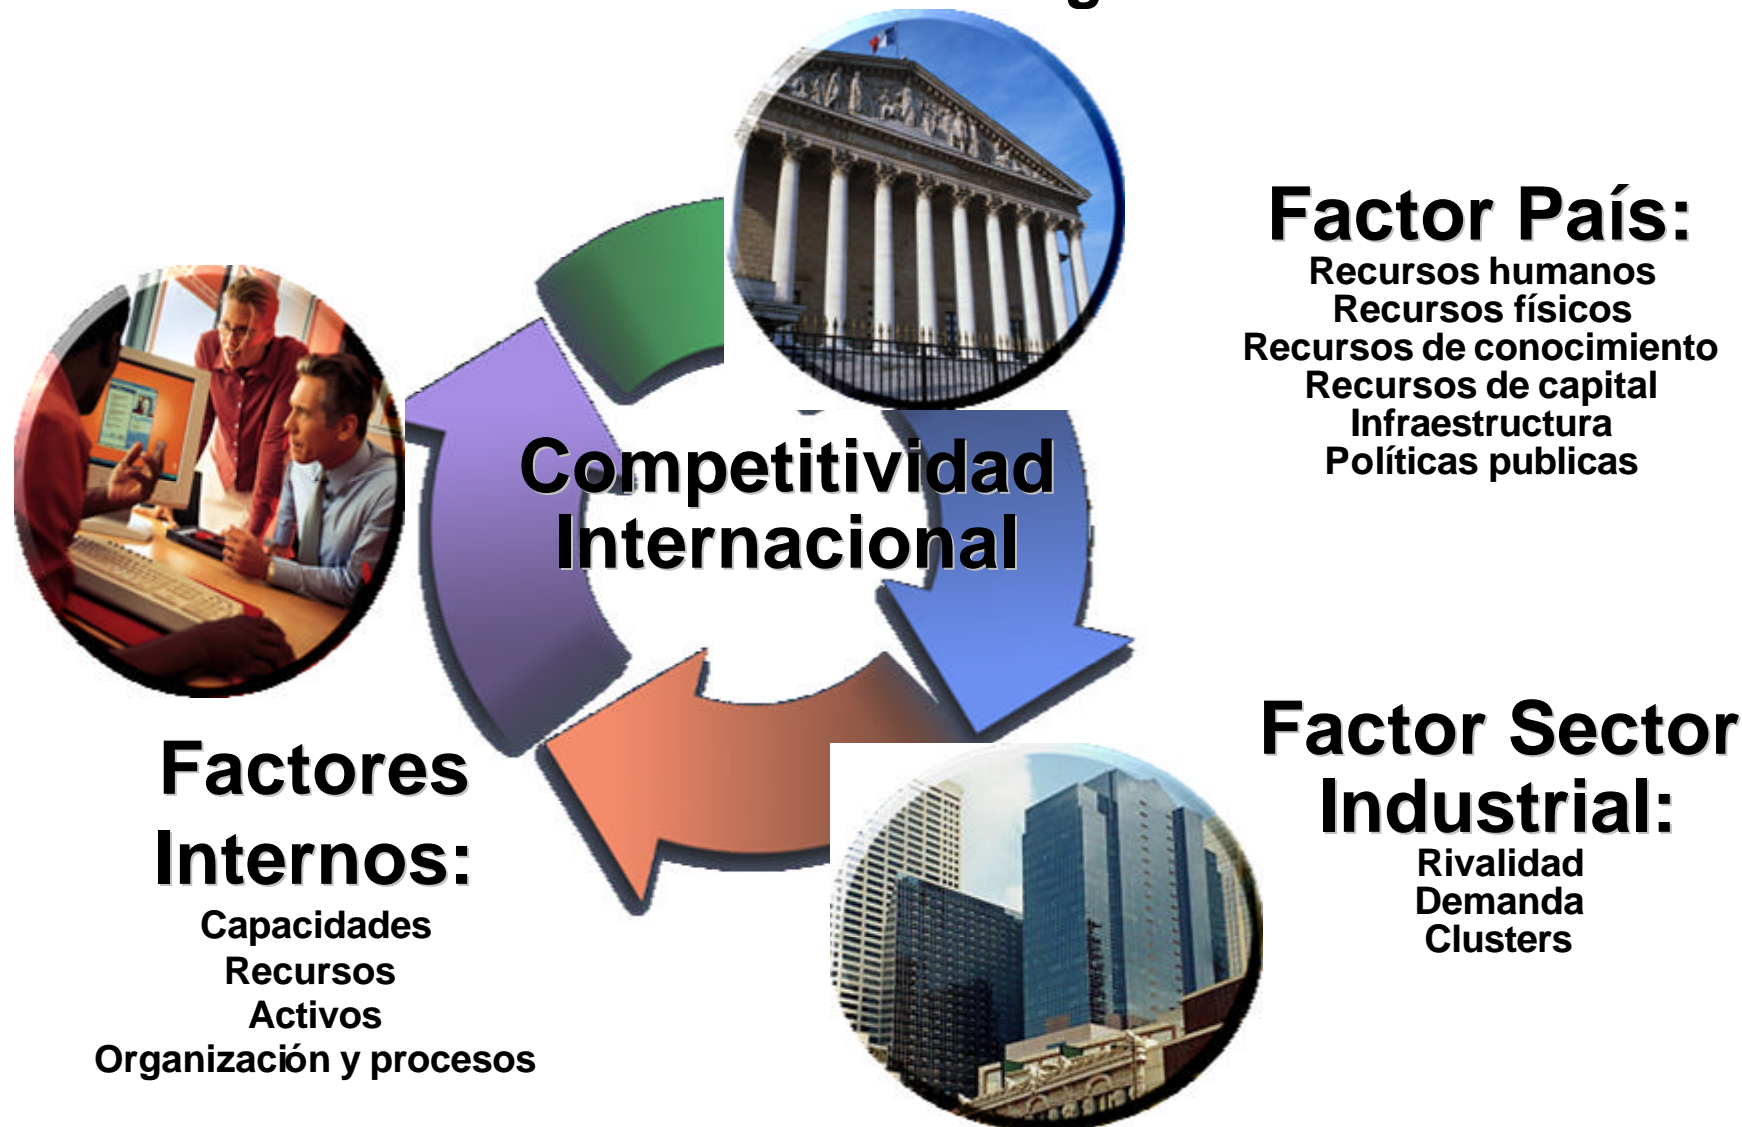 Factor País:
Recursos humanos
Recursos físicos
Recursos de conocimiento
Recursos de capital
Infraestructura
Políticas publicas
Competitividad
Internacional
Factor Sector
Industrial:
Rivalidad
Demanda
Clusters
Factores
Internos:
Capacidades
Recursos
Activos
Organización y procesos